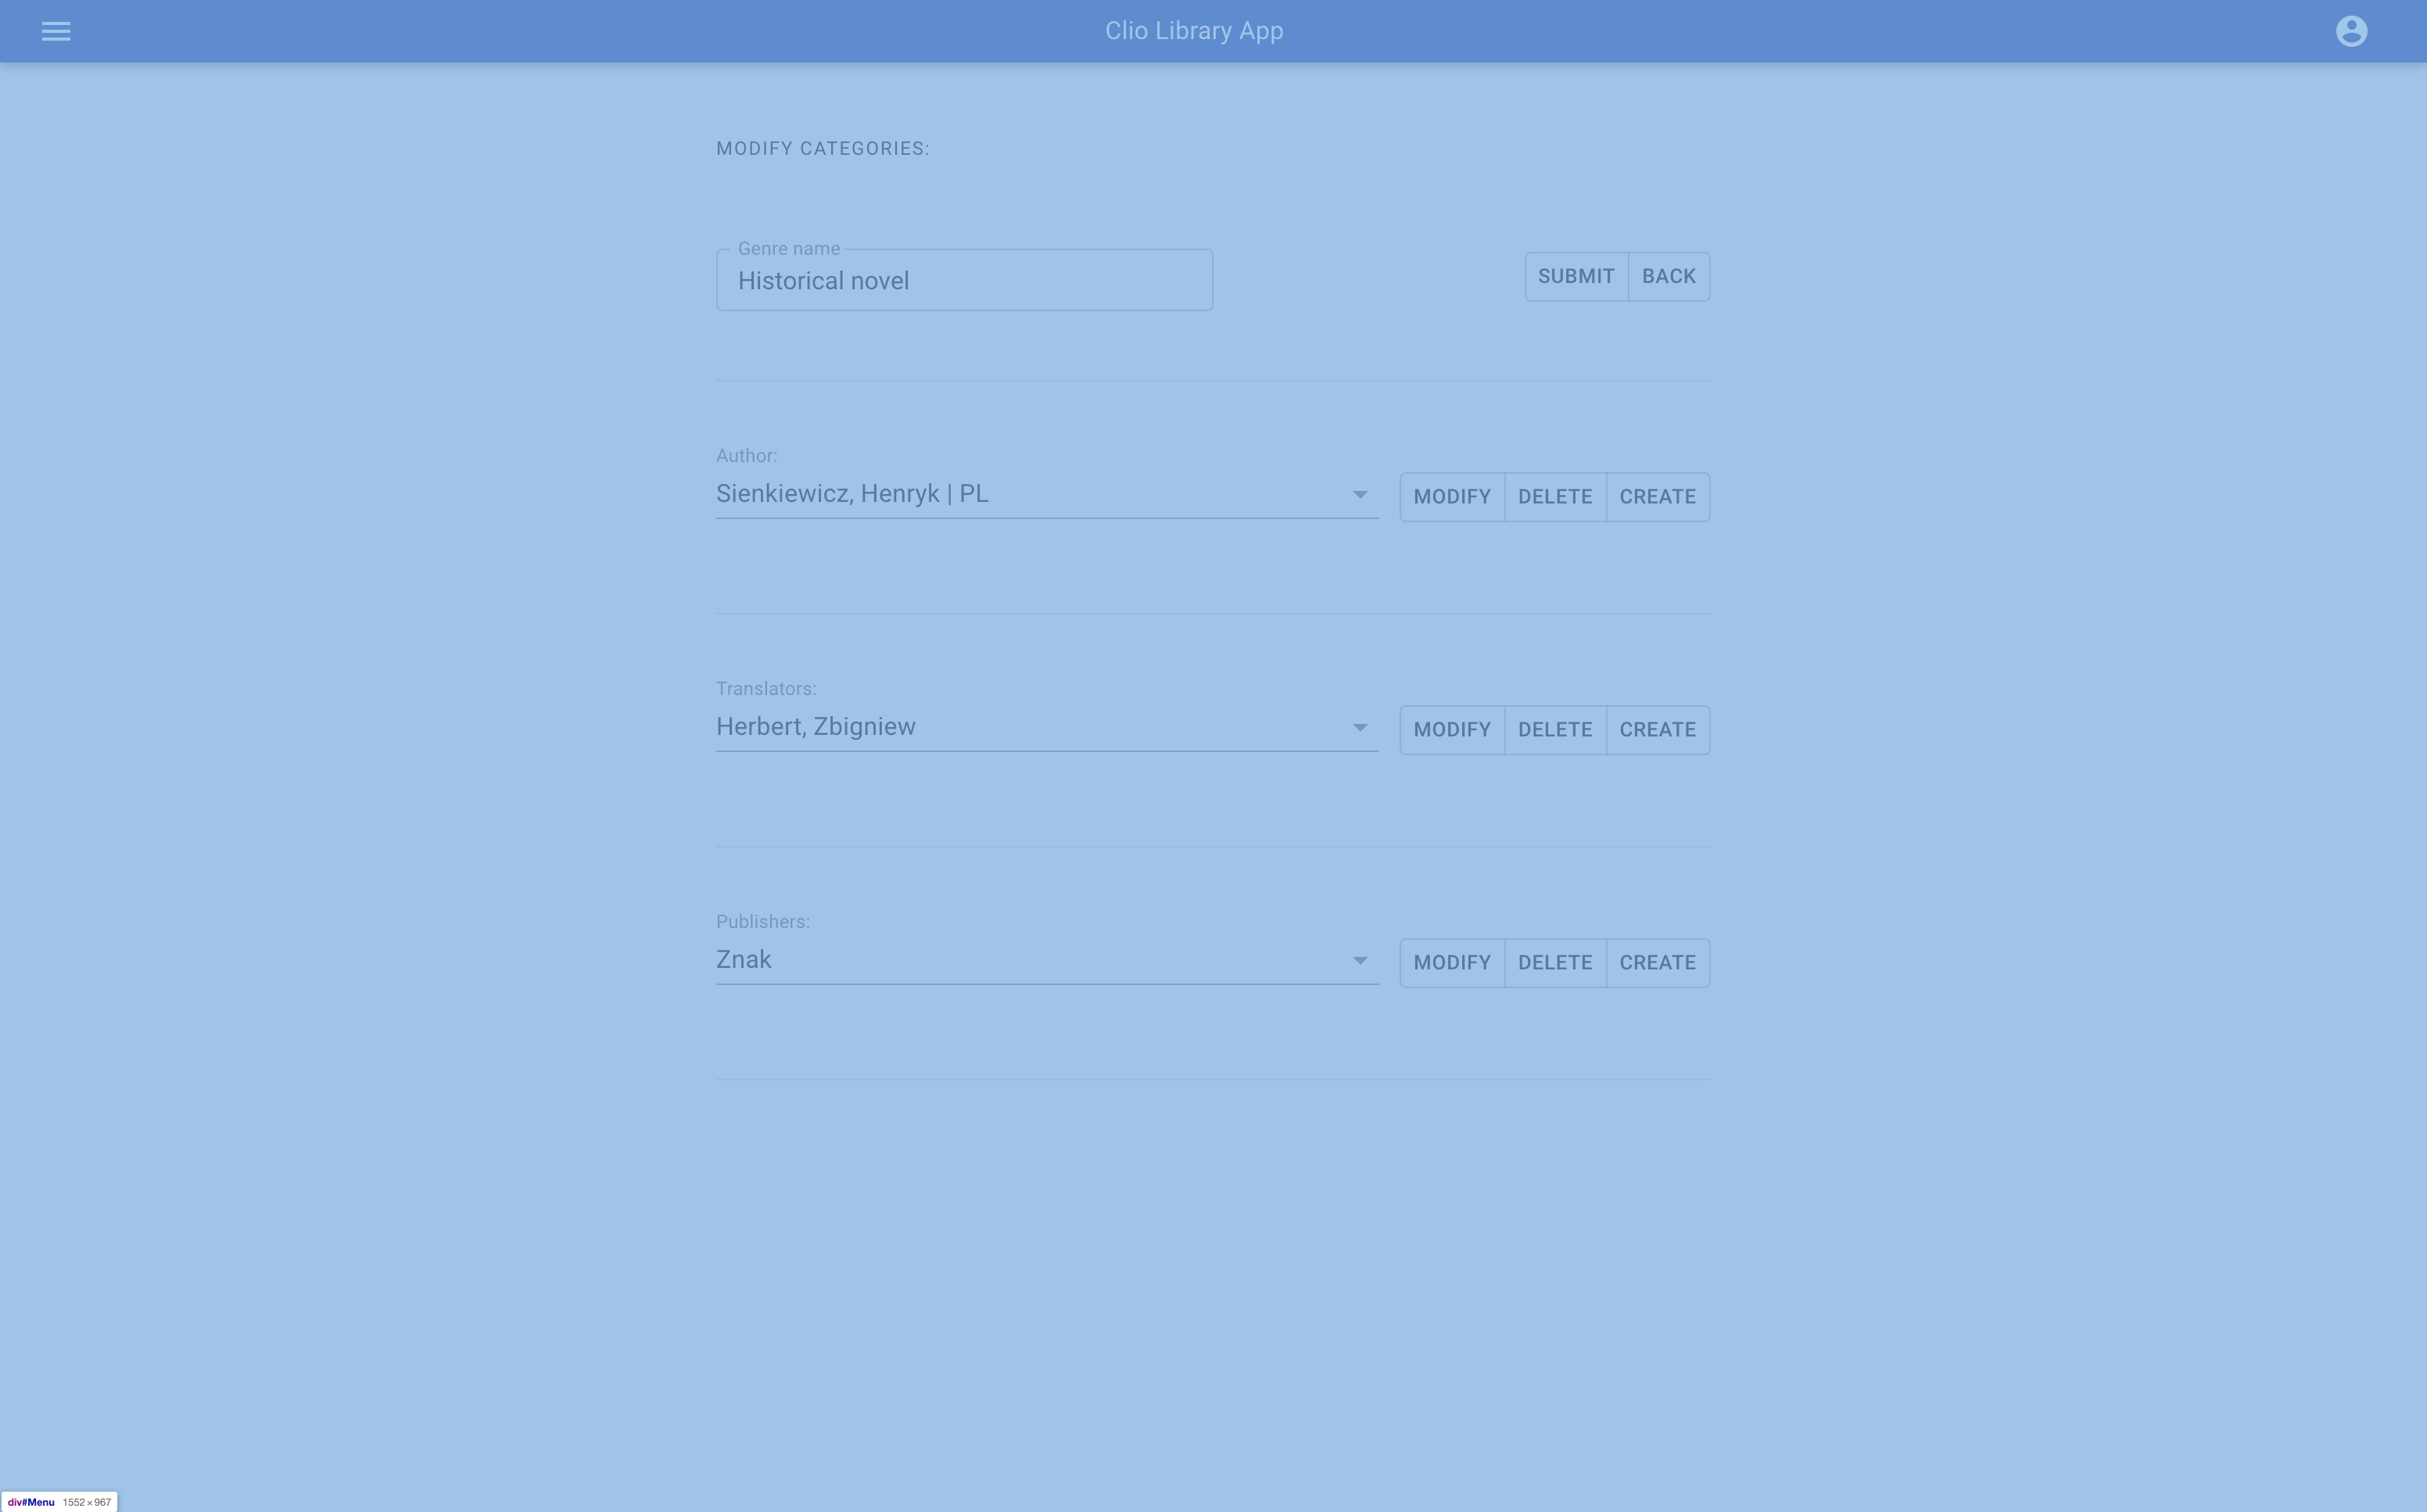 Clio Library App
MODIFY CATEGORIES:
Genre name
Historical novel
SUBMIT BACK
Author:
Sienkiewicz, Henryk | PL
MODIFY DELETE CREATE
Translators:
Herbert, Zbigniew
MODIFY DELETE CREATE
Publishers:
Znak
MODIFY DELETE CREATE
div#Menu 1552×967